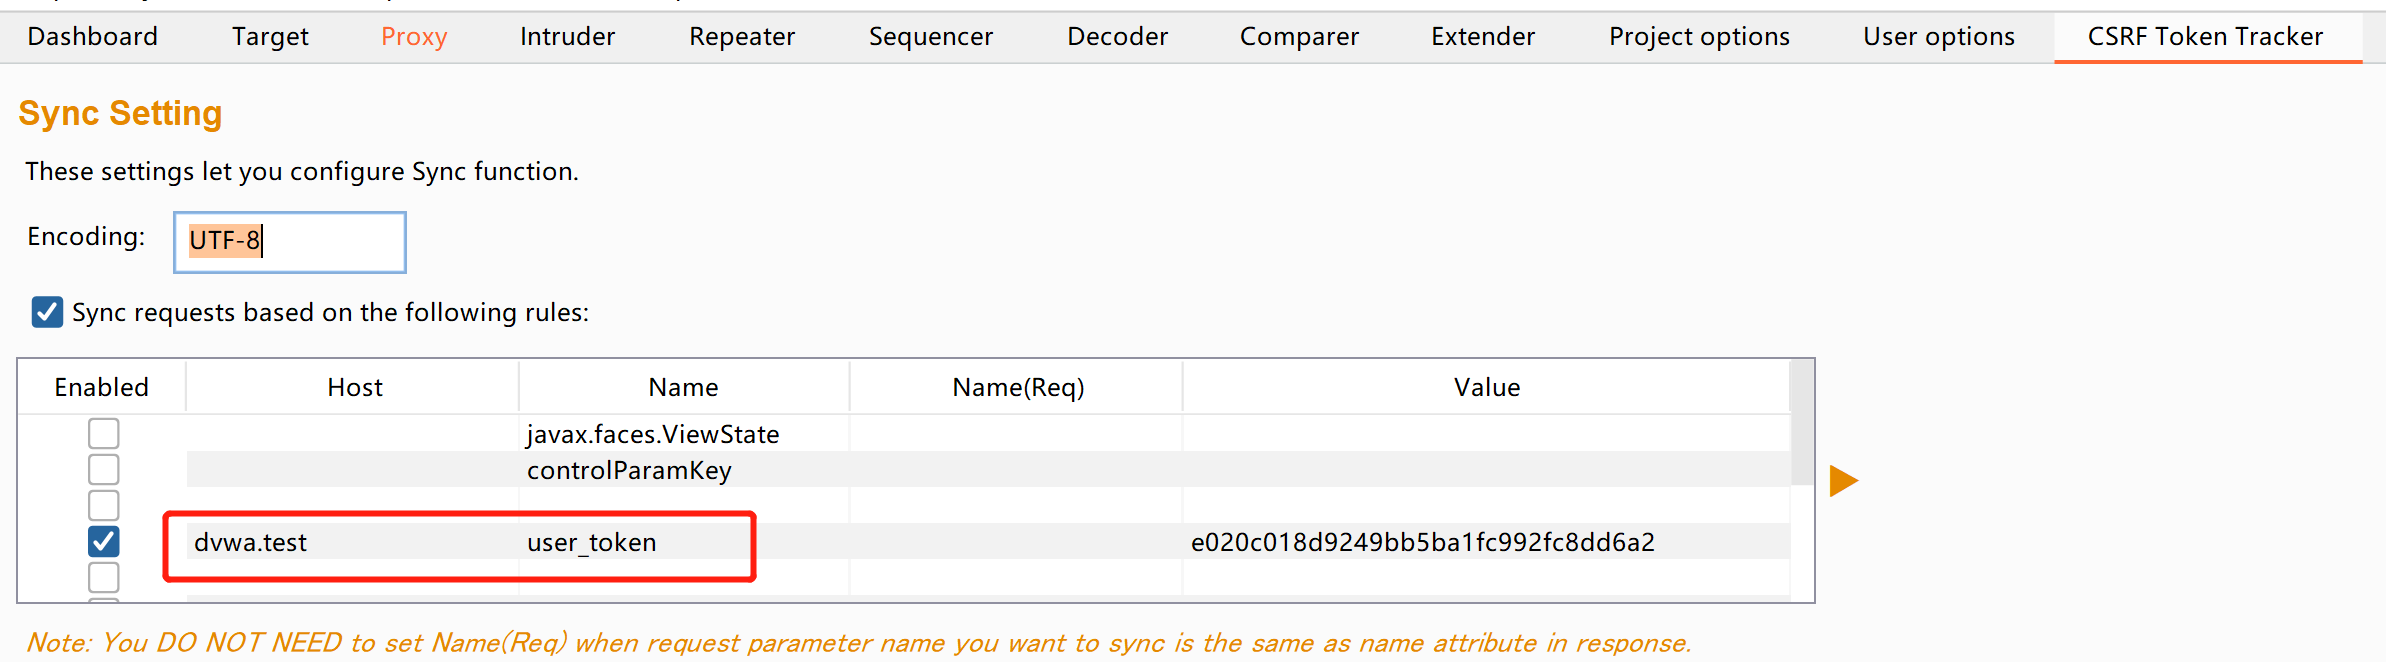 Dashboard Target Proxy Intruder Repeater Sequencer Decoder Comparer Extender Project options User options CSRF Token Tracker
Sync Setting
These settings let you configure Sync function.
Encoding: UTF-8
Sync requests based on the following rules:
Enabled Host Name Name(Req) Value
javax.faces.ViewState
controlParamKey
dvwa.test user_token e020c018d9249bb5ba1fc992fc8dd6a2
Note: You DO NOT NEED to set Name(Req) when request parameter name you want to sync is the same as name attribute in response.